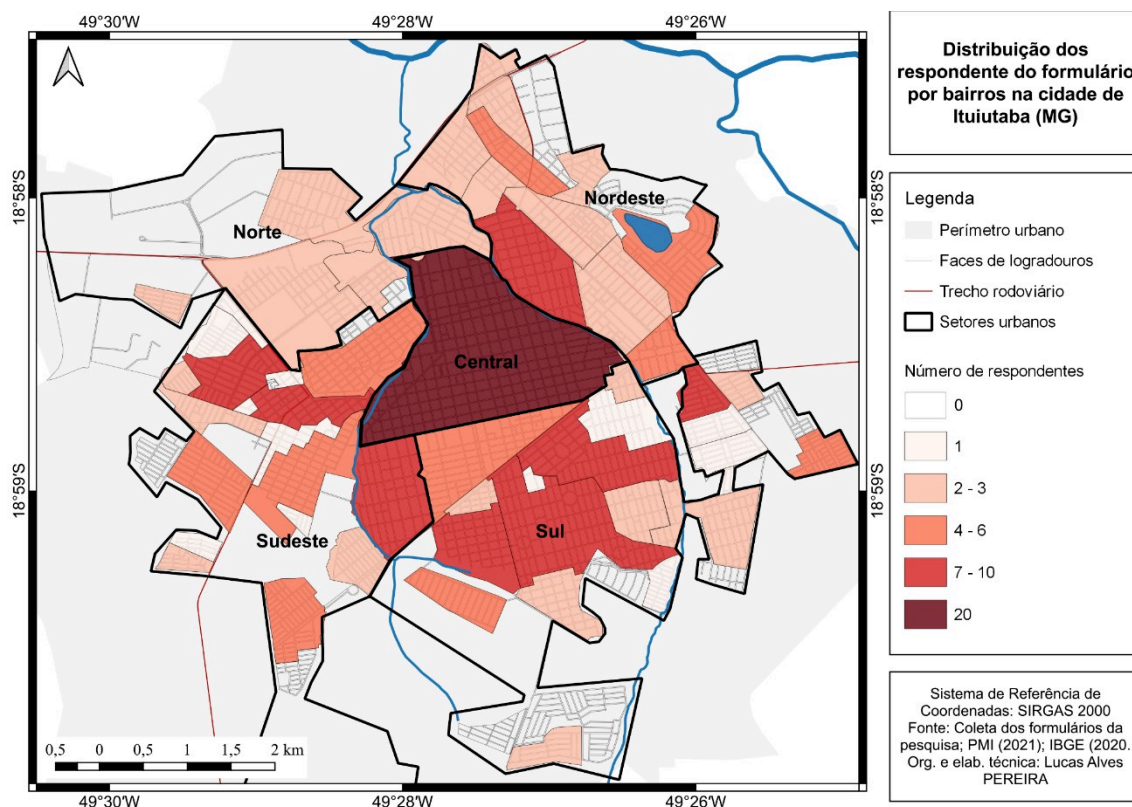 49°30'W 49°28'W 49°26'W
18°58'S
18°58'S
18°59'S
18°59'S
Norte
Nordeste
Central
Sudeste
Sul
0,5 0 0,5 1 1,5 2 km
49°30'W 49°28'W 49°26'W
Distribuição dos
respondente do formulário
por bairros na cidade de
Ituiutaba (MG)
Legenda
Perímetro urbano
Faces de logradouros
Trecho rodoviário
Setores urbanos
Número de respondentes
0
1
2 - 3
4 - 6
7 - 10
20
Sistema de Referência de
Coordenadas: SIRGAS 2000
Fonte: Coleta dos formulários da
pesquisa; PMI (2021); IBGE (2020.
Org. e elab. técnica: Lucas Alves
PEREIRA